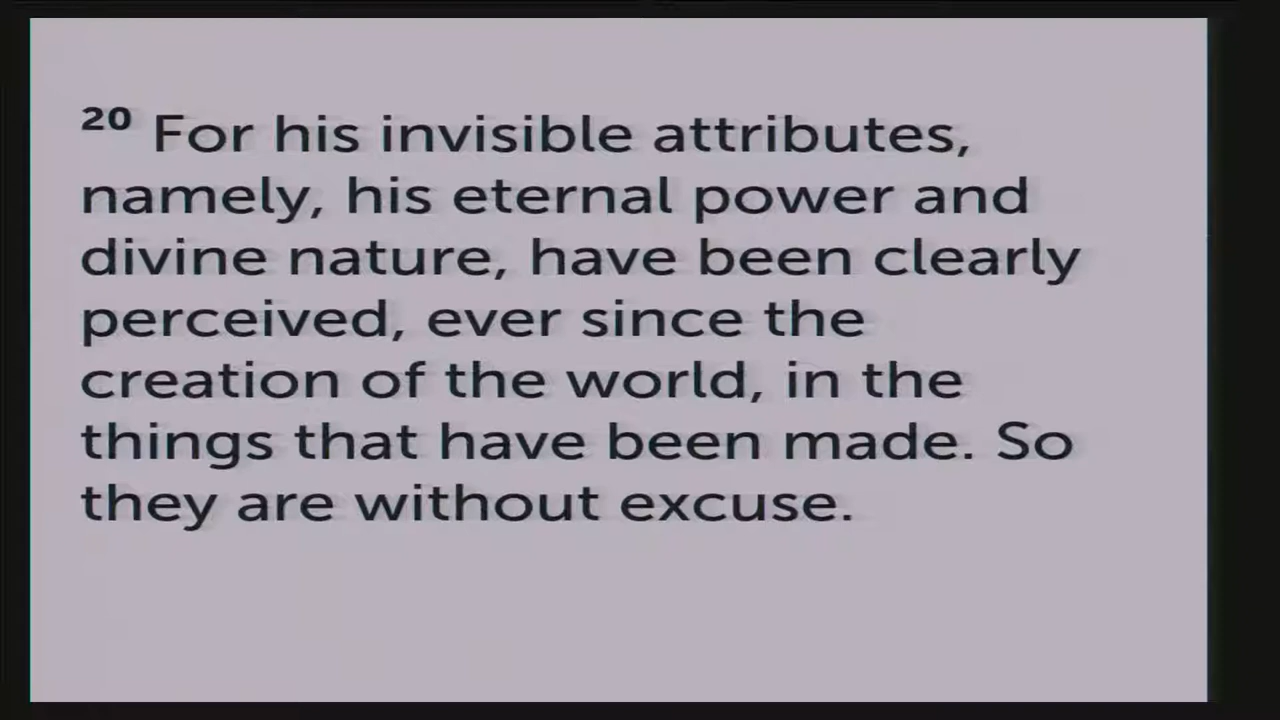 20 For his invisible attributes,
namely, his eternal power and
divine nature, have been clearly
perceived, ever since the
creation of the world, in the
things that have been made. So
they are without excuse.